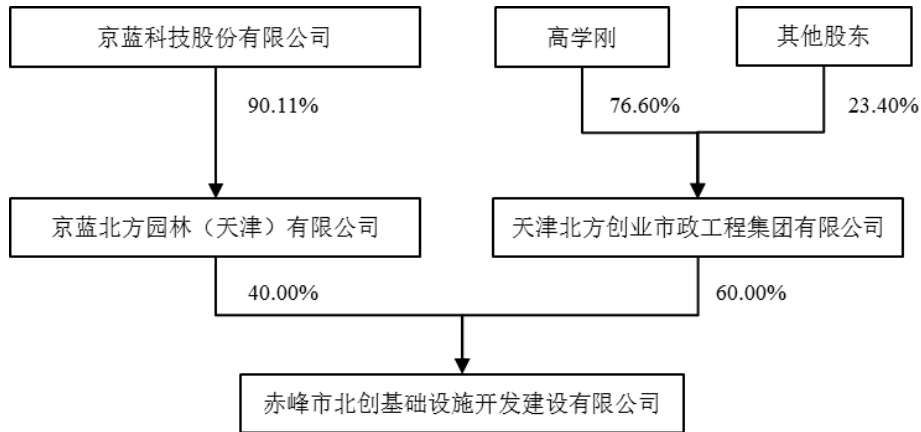 京蓝科技股份有限公司
高学刚
其他股东
90.11%
76.60%
23.40%
京蓝北方园林（天津）有限公司
天津北方创业市政工程集团有限公司
40.00%
60.00%
赤峰市北创基础设施开发建设有限公司